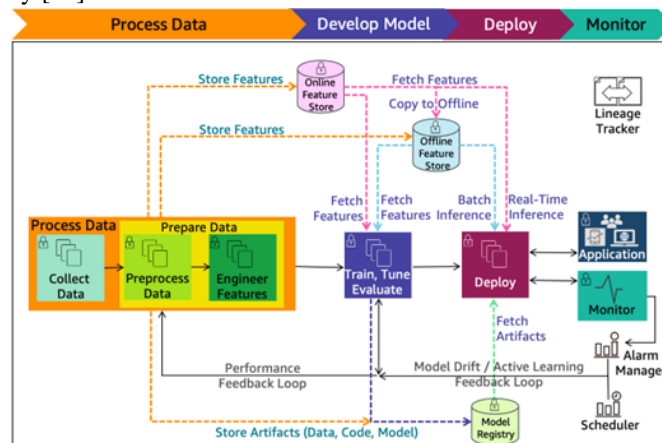 Process Data
Develop Model
Deploy
Monitor
Store Features
Online
Feature
Store
Fetch Features
Copy to Offline
Lineage
Tracker
Store Features
Offline
Feature
Store
Fetch
Features
Fetch
Features
Batch
Inference
Real-Time
Inference
Process Data
Prepare Data
Collect
Data
Preprocess
Data
Engineer
Features
Train, Tune
Evaluate
Deploy
Application
Monitor
Fetch
Artifacts
Performance
Feedback Loop
Model Drift / Active Learning
Feedback Loop
Alarm
Manage
Scheduler
Model
Registry
Store Artifacts (Data, Code, Model)